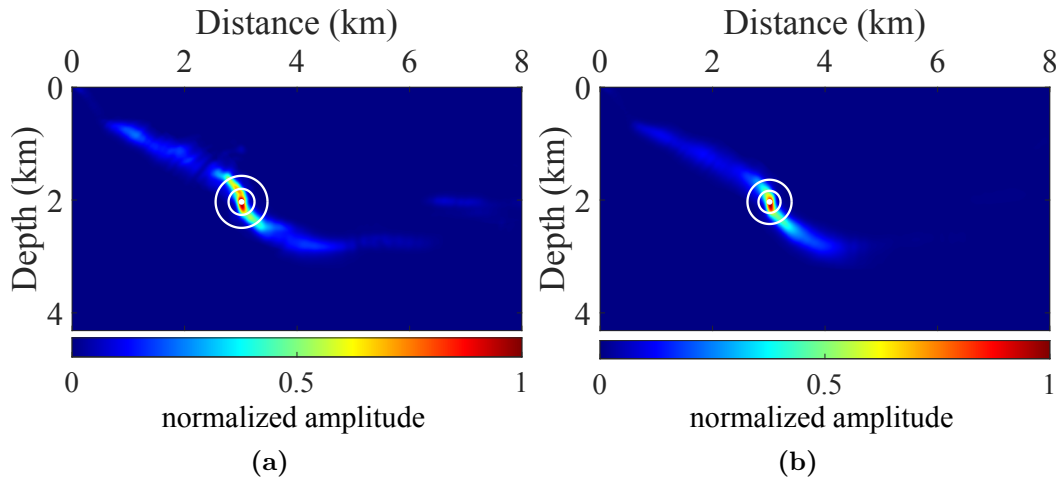 Distance (km)
0 2 4 6 8
0
2
4
Depth (km)
0 0.5 1
normalized amplitude
(a)
Distance (km)
0 2 4 6 8
0
2
4
Depth (km)
0 0.5 1
normalized amplitude
(b)